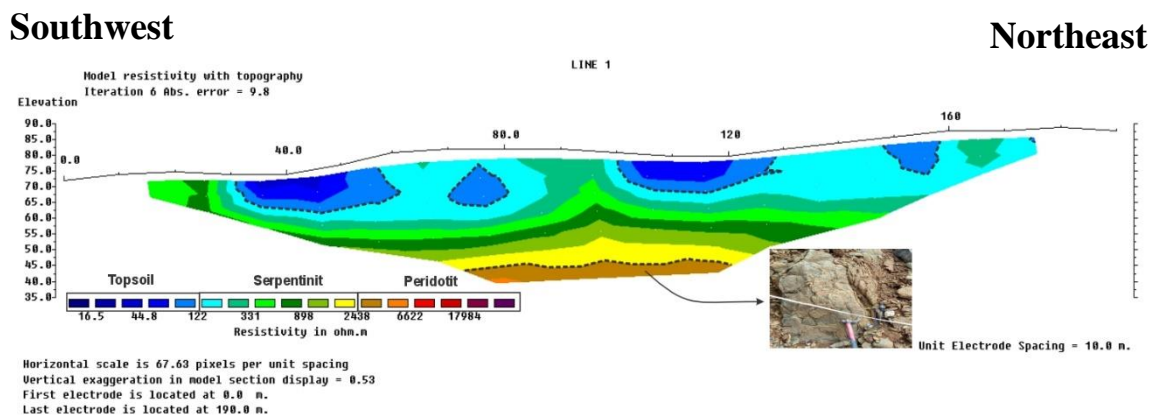 Southwest
Northeast
LINE 1
Model resistivity with topography
Iteration 6 Abs. error = 9.8
Elevation
90.0
85.0
80.0
75.0
70.0
65.0
60.0
55.0
50.0
45.0
40.0
35.0
0.0
40.0
80.0
120
160
Topsoil Serpentinit Peridotit
16.5 44.8 122 331 898 2438 6622 17984
Resistivity in ohm.m
Unit Electrode Spacing = 10.0 m.
Horizontal scale is 67.63 pixels per unit spacing
Vertical exaggeration in model section display = 0.53
First electrode is located at 0.0 m.
Last electrode is located at 190.0 m.